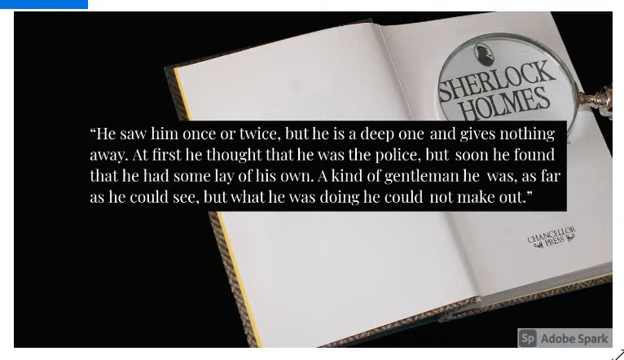 SHERLOCK
HOLMES
“He saw him once or twice, but he is a deep one and gives nothing
away. At first he thought that he was the police, but soon he found
that he had some lay of his own. A kind of gentleman he was, as far
as he could see, but what he was doing he could not make out.”
CHANCELLOR
PRESS
Sp Adobe Spark